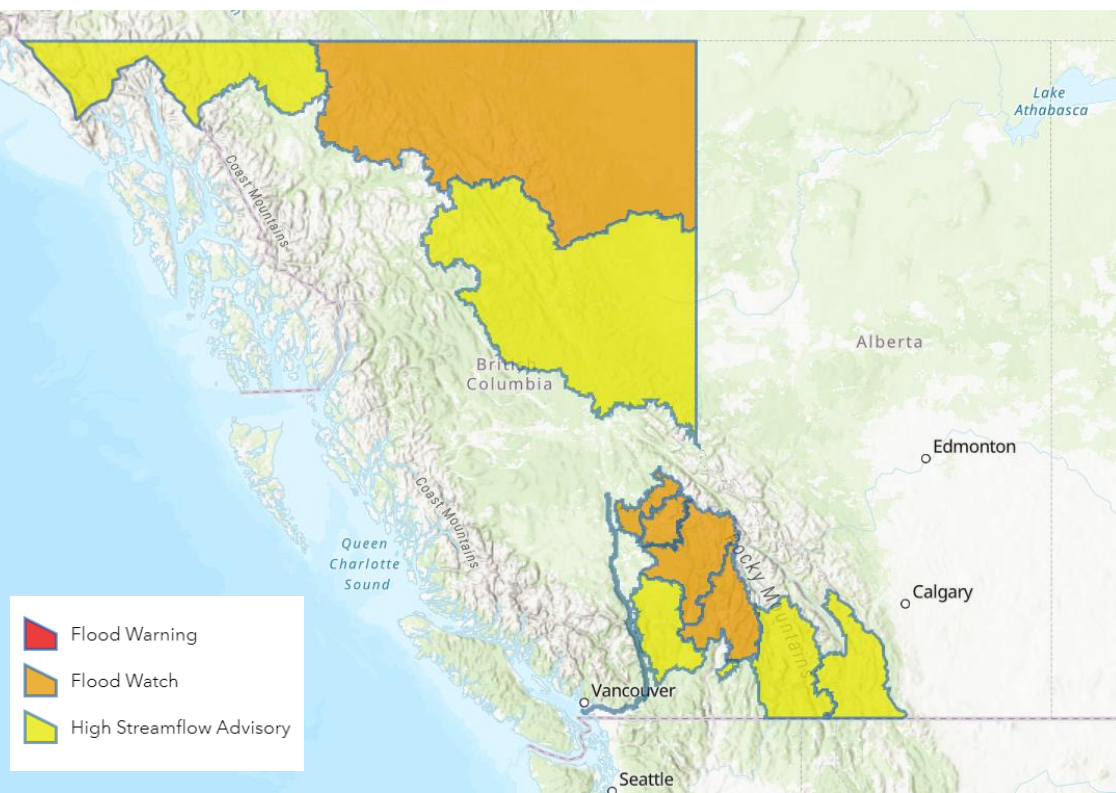 Lake
Athabasca
Coast Mountains
Alberta
British
Columbia
Edmonton
Coast Mountains
Queen
Charlotte
Sound
Rocky Mountains
Calgary
Flood Warning
Flood Watch
High Streamflow Advisory
Vancouver
Seattle